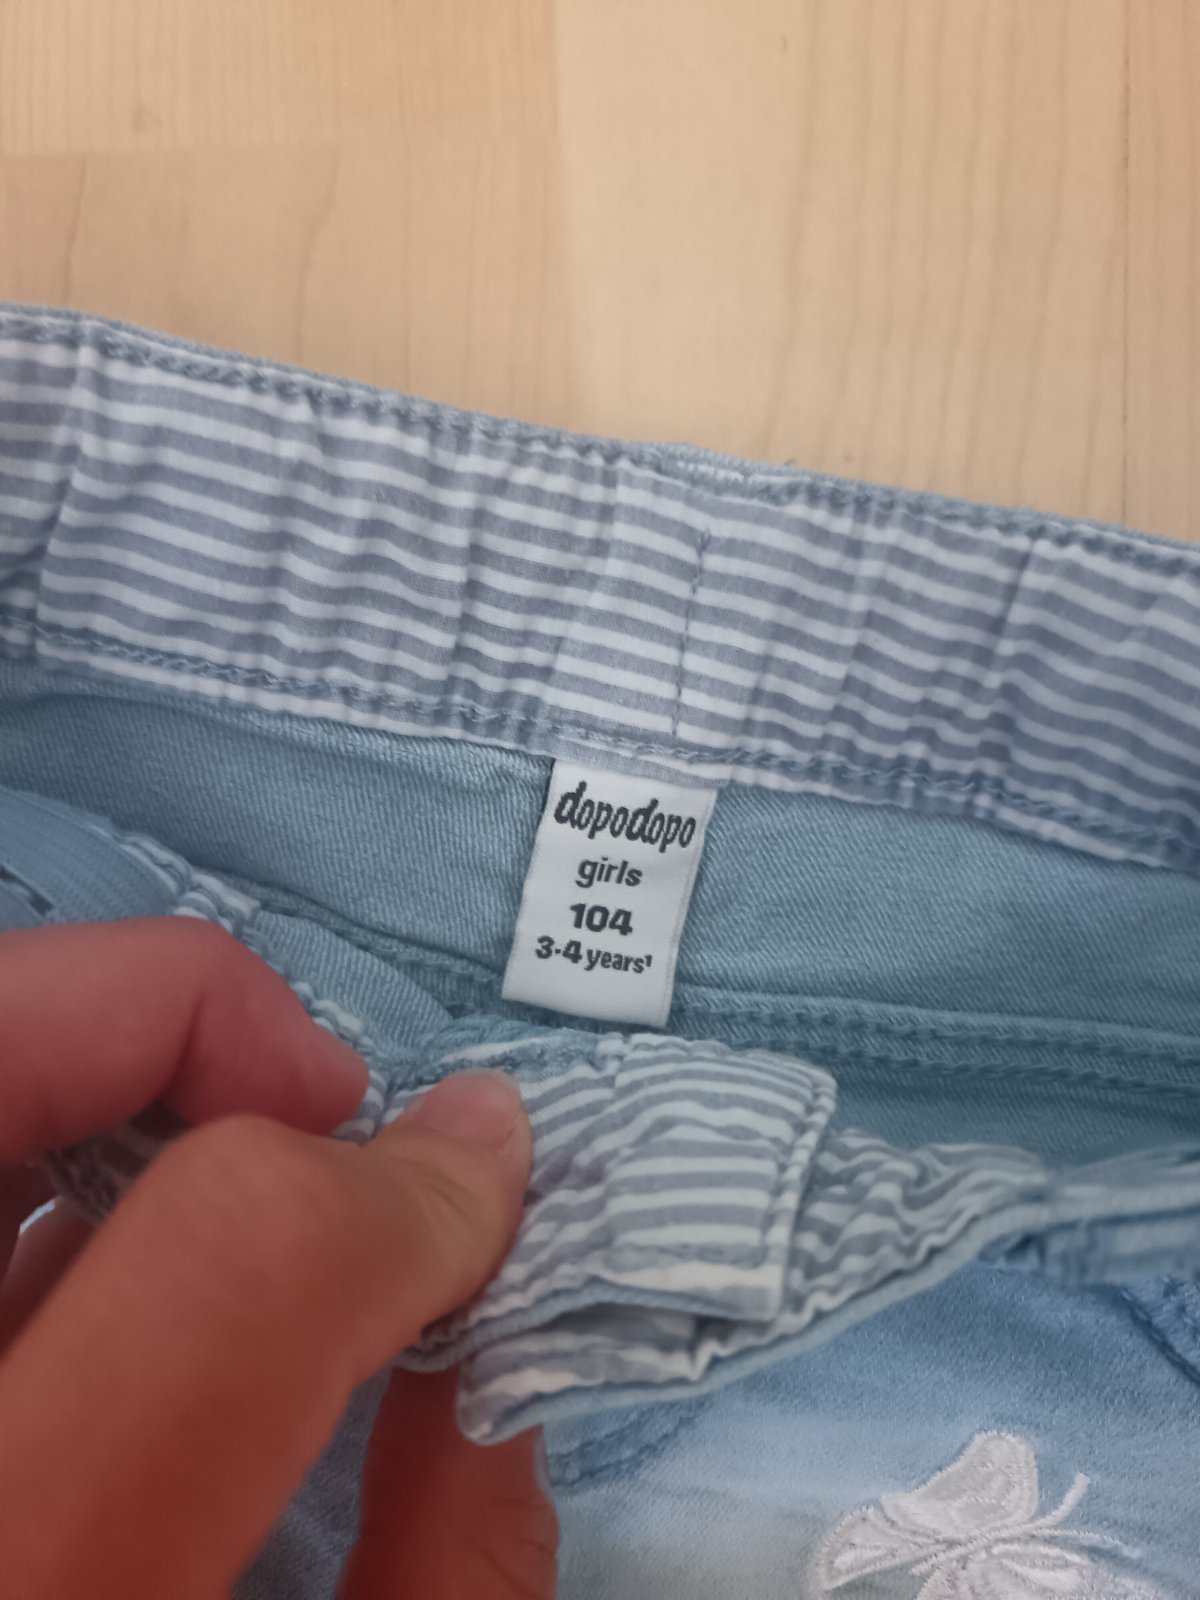 dopodopo
girls
104
3-4 years¹